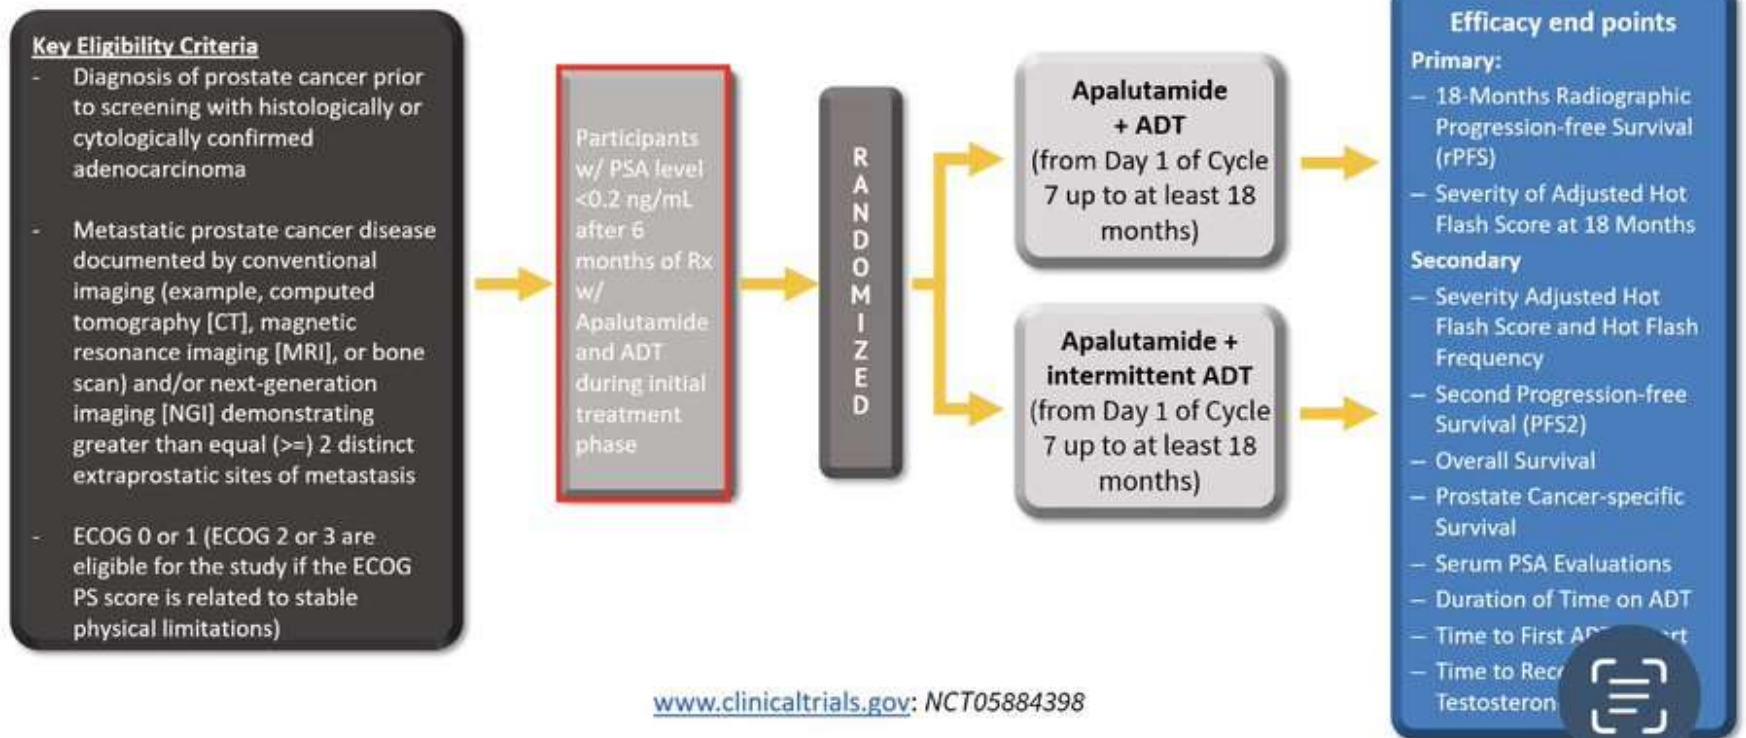 Key Eligibility Criteria
- Diagnosis of prostate cancer prior
to screening with histologically or
cytologically confirmed
adenocarcinoma
- Metastatic prostate cancer disease
documented by conventional
imaging (example, computed
tomography [CT], magnetic
resonance imaging [MRI], or bone
scan) and/or next-generation
imaging [NGI] demonstrating
greater than equal (>=) 2 distinct
extraprostatic sites of metastasis
- ECOG 0 or 1 (ECOG 2 or 3 are
eligible for the study if the ECOG
PS score is related to stable
physical limitations)
Participants
w/ PSA level
<0.2 ng/mL
after 6
months of Rx
w/
Apalutamide
and ADT
during initial
treatment
phase
RANDOMIZED
Apalutamide
+ ADT
(from Day 1 of Cycle
7 up to at least 18
months)
Apalutamide +
intermittent ADT
(from Day 1 of Cycle
7 up to at least 18
months)
Efficacy end points
Primary:
– 18-Months Radiographic
Progression-free Survival
(rPFS)
– Severity of Adjusted Hot
Flash Score at 18 Months
Secondary
– Severity Adjusted Hot
Flash Score and Hot Flash
Frequency
– Second Progression-free
Survival (PFS2)
– Overall Survival
– Prostate Cancer-specific
Survival
– Serum PSA Evaluations
– Duration of Time on ADT
– Time to First
– Time to
www.clinicaltrials.gov: NCT05884398